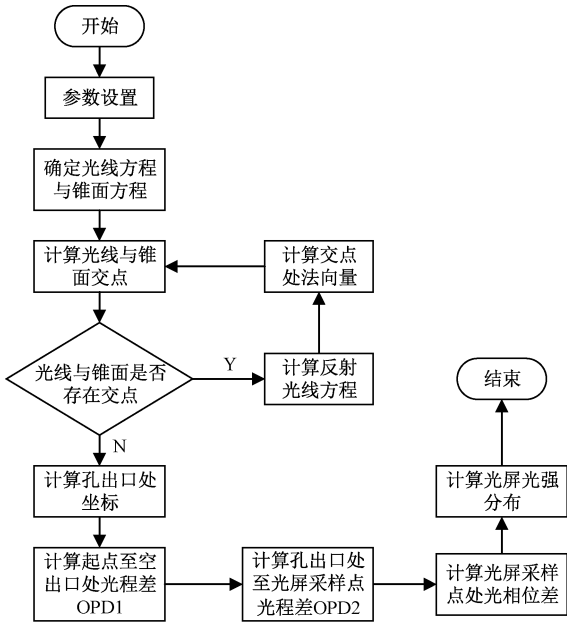 开始
参数设置
确定光线方程
与锥面方程
计算光线与锥
面交点
计算交点
处法向量
光线与锥面是否
存在交点
Y
计算反射
光线方程
N
计算孔出口处
坐标
计算起点至空
出口处光程差
OPD1
计算孔出口处
至光屏采样点
光程差OPD2
计算光屏采样
点处光相位差
计算光屏光强
分布
结束